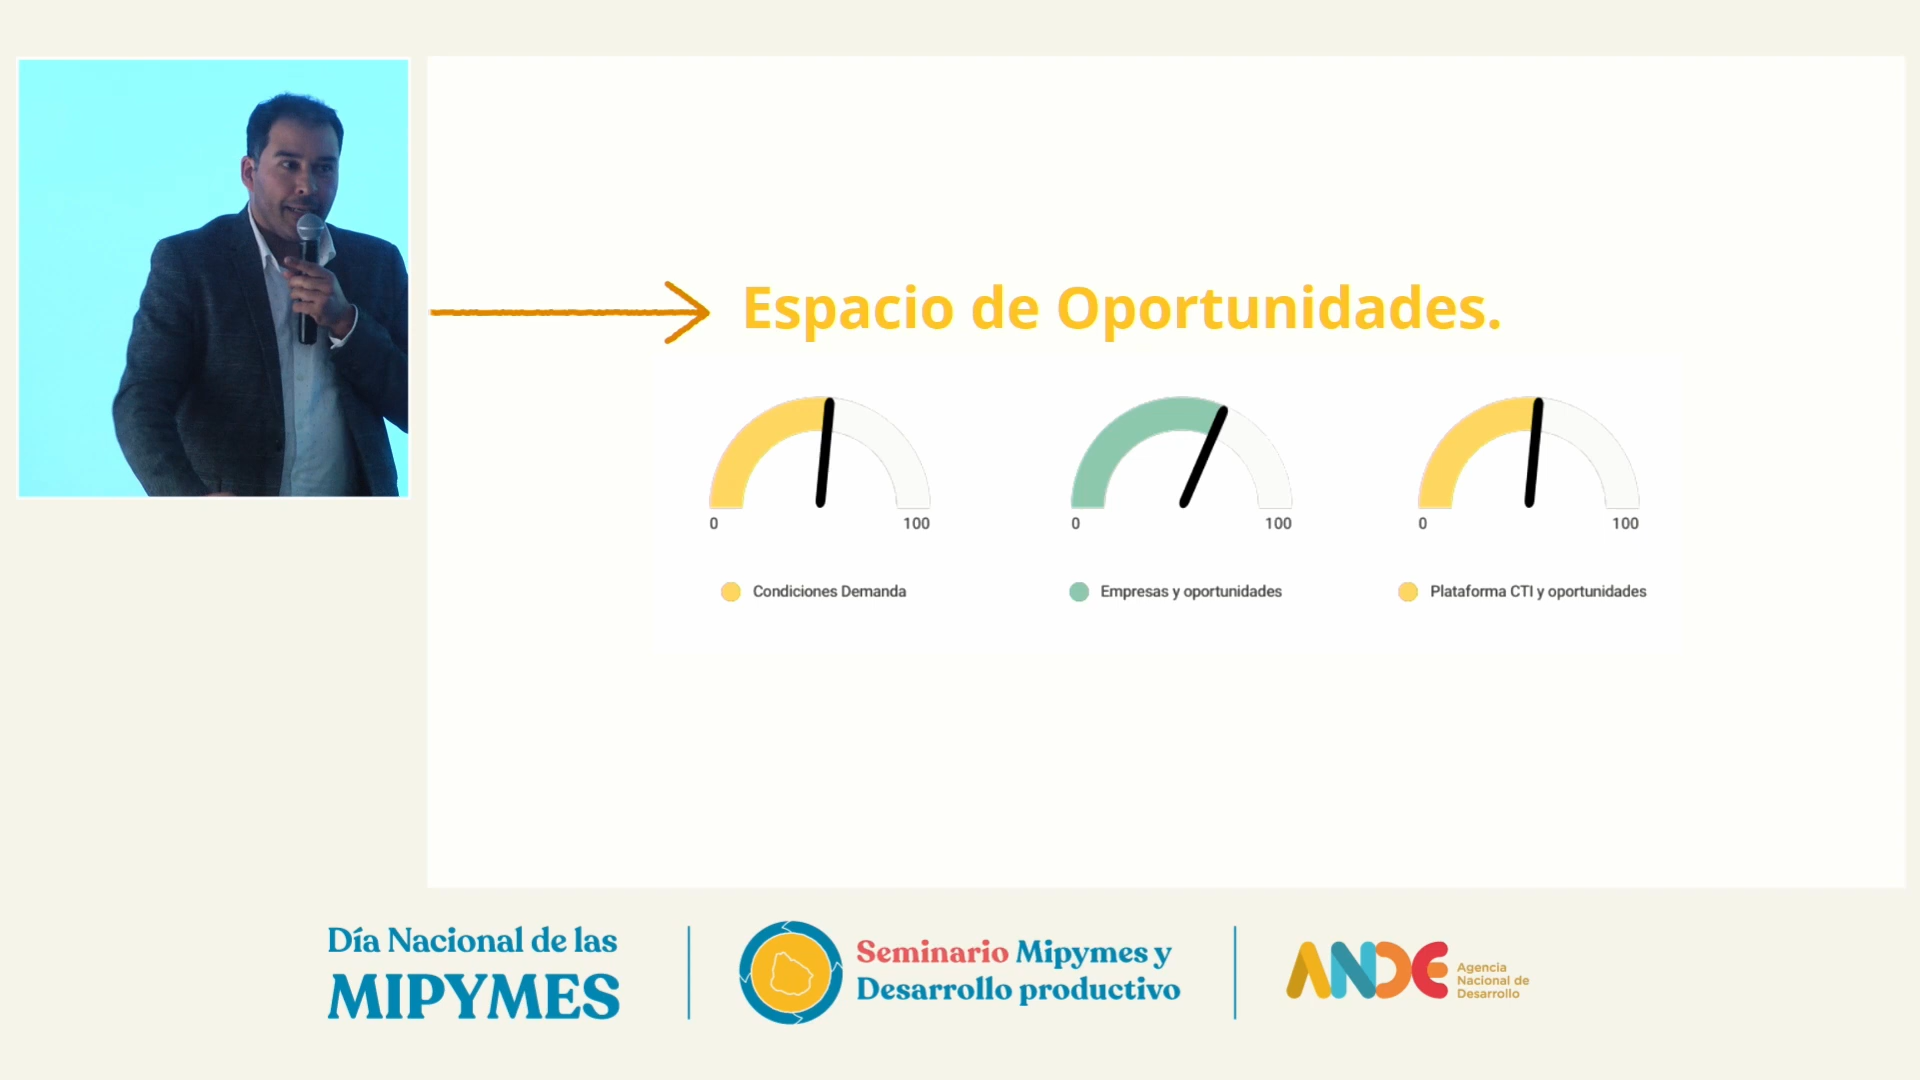 Espacio de Oportunidades.
0 100
0 100
0 100
Condiciones Demanda
Empresas y oportunidades
Plataforma CTI y oportunidades
Día Nacional de las
MIPYMES
Seminario Mipymes y
Desarrollo productivo
ANDE
Agencia
Nacional de
Desarrollo